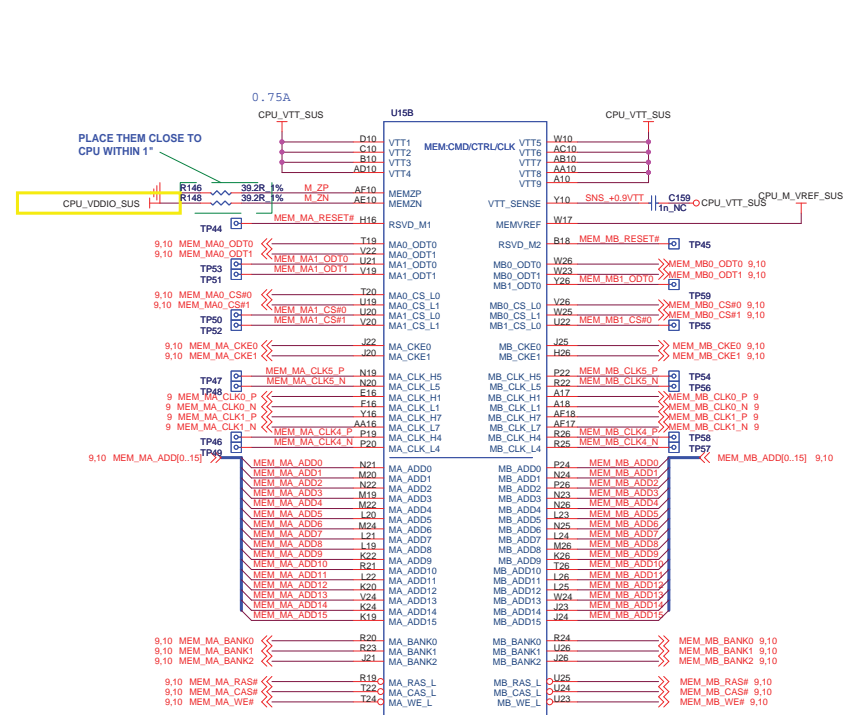 0.75A
CPU_VTT_SUS
U15B
CPU_VTT_SUS
PLACE THEM CLOSE TO
CPU WITHIN 1"
MEM:CMD/CTRL/CLK
D10 VTT1 VTT5 W10
C10 VTT2 VTT6 AC10
B10 VTT3 VTT7 AB10
AD10 VTT4 VTT8 AA10
VTT9 A10
R146 39.2R_1% M_ZP AF10 MEMZP
R148 39.2R_1% M_ZN AE10 MEMZN VTT_SENSE Y10 SNS_+0.9VTT C159 1n_NC CPU_VTT_SUS
CPU_VDDIO_SUS
CPU_M_VREF_SUS
TP44 MEM_MA_RESET# H16 RSVD_M1 MEMVREF W17
RSVD_M2 B18 MEM_MB_RESET# TP45
9,10 MEM_MA0_ODT0 T19 MA0_ODT0
9,10 MEM_MA0_ODT1 V22 MA0_ODT1
TP53 MEM_MA1_ODT0 U21 MA1_ODT0 MB0_ODT0 W26 MEM_MB0_ODT0 9,10
TP51 MEM_MA1_ODT1 V19 MA1_ODT1 MB0_ODT1 W23 MEM_MB0_ODT1 9,10
MB1_ODT0 Y26 MEM_MB1_ODT0 TP59
9,10 MEM_MA0_CS#0 T20 MA0_CS_L0
9,10 MEM_MA0_CS#1 U19 MA0_CS_L1 MB0_CS_L0 V26 MEM_MB0_CS#0 9,10
TP50 MEM_MA1_CS#0 U20 MA1_CS_L0 MB0_CS_L1 W25 MEM_MB0_CS#1 9,10
TP52 MEM_MA1_CS#1 V20 MA1_CS_L1 MB1_CS_L0 U22 MEM_MB1_CS#0 TP55
9,10 MEM_MA_CKE0 J22 MA_CKE0 MB_CKE0 J25 MEM_MB_CKE0 9,10
9,10 MEM_MA_CKE1 J20 MA_CKE1 MB_CKE1 H26 MEM_MB_CKE1 9,10
TP47 MEM_MA_CLK5_P N19 MA_CLK_H5 MB_CLK_H5 P22 MEM_MB_CLK5_P TP54
TP48 MEM_MA_CLK5_N N20 MA_CLK_L5 MB_CLK_L5 R22 MEM_MB_CLK5_N TP56
9 MEM_MA_CLK0_P E16 MA_CLK_H1 MB_CLK_H1 A17 MEM_MB_CLK0_P 9
9 MEM_MA_CLK0_N F16 MA_CLK_L1 MB_CLK_L1 A18 MEM_MB_CLK0_N 9
9 MEM_MA_CLK1_P Y16 MA_CLK_H7 MB_CLK_H7 AF18 MEM_MB_CLK1_P 9
9 MEM_MA_CLK1_N AA16 MA_CLK_L7 MB_CLK_L7 AF17 MEM_MB_CLK1_N 9
TP46 MEM_MA_CLK4_P P19 MA_CLK_H4 MB_CLK_H4 R26 MEM_MB_CLK4_P TP58
TP49 MEM_MA_CLK4_N P20 MA_CLK_L4 MB_CLK_L4 R25 MEM_MB_CLK4_N TP57
9,10 MEM_MA_ADD[0..15] MEM_MB_ADD[0..15] 9,10
MEM_MA_ADD0 N21 MA_ADD0 MB_ADD0 P24 MEM_MB_ADD0
MEM_MA_ADD1 M20 MA_ADD1 MB_ADD1 N24 MEM_MB_ADD1
MEM_MA_ADD2 N22 MA_ADD2 MB_ADD2 P26 MEM_MB_ADD2
MEM_MA_ADD3 M19 MA_ADD3 MB_ADD3 N23 MEM_MB_ADD3
MEM_MA_ADD4 M22 MA_ADD4 MB_ADD4 N26 MEM_MB_ADD4
MEM_MA_ADD5 L20 MA_ADD5 MB_ADD5 L23 MEM_MB_ADD5
MEM_MA_ADD6 M24 MA_ADD6 MB_ADD6 N25 MEM_MB_ADD6
MEM_MA_ADD7 L21 MA_ADD7 MB_ADD7 L24 MEM_MB_ADD7
MEM_MA_ADD8 L19 MA_ADD8 MB_ADD8 M26 MEM_MB_ADD8
MEM_MA_ADD9 K22 MA_ADD9 MB_ADD9 K26 MEM_MB_ADD9
MEM_MA_ADD10 R21 MA_ADD10 MB_ADD10 T26 MEM_MB_ADD10
MEM_MA_ADD11 L22 MA_ADD11 MB_ADD11 L26 MEM_MB_ADD11
MEM_MA_ADD12 K20 MA_ADD12 MB_ADD12 L25 MEM_MB_ADD12
MEM_MA_ADD13 V24 MA_ADD13 MB_ADD13 W24 MEM_MB_ADD13
MEM_MA_ADD14 K24 MA_ADD14 MB_ADD14 J23 MEM_MB_ADD14
MEM_MA_ADD15 K19 MA_ADD15 MB_ADD15 J24 MEM_MB_ADD15
9,10 MEM_MA_BANK0 R20 MA_BANK0 MB_BANK0 R24 MEM_MB_BANK0 9,10
9,10 MEM_MA_BANK1 R23 MA_BANK1 MB_BANK1 U26 MEM_MB_BANK1 9,10
9,10 MEM_MA_BANK2 J21 MA_BANK2 MB_BANK2 J26 MEM_MB_BANK2 9,10
9,10 MEM_MA_RAS# R19 MA_RAS_L MB_RAS_L U25 MEM_MB_RAS# 9,10
9,10 MEM_MA_CAS# T22 MA_CAS_L MB_CAS_L U24 MEM_MB_CAS# 9,10
9,10 MEM_MA_WE# T24 MA_WE_L MB_WE_L U23 MEM_MB_WE# 9,10